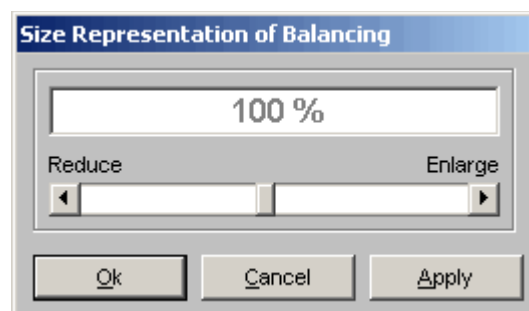 Size Representation of Balancing
100 %
Reduce Enlarge
Ok Cancel Apply